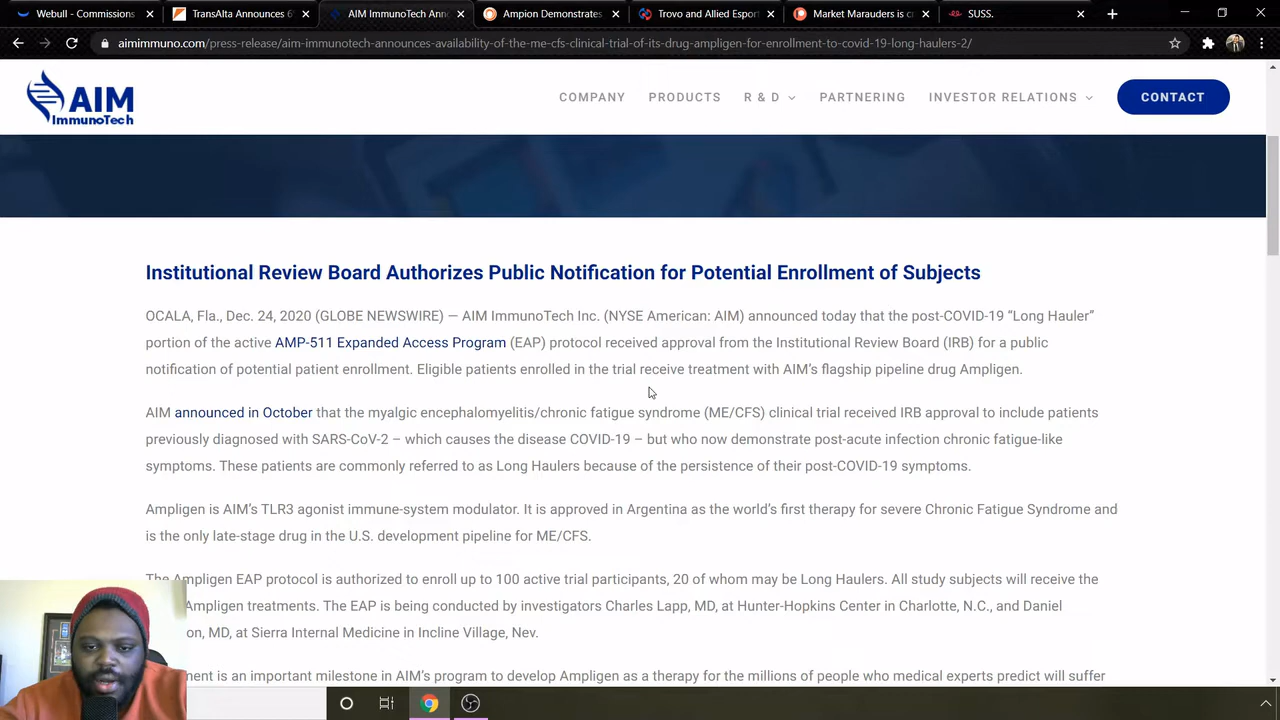 Webull - Commissions
TransAlta Announces 6
AIM ImmunoTech Ann
Ampion Demonstrates
Trovo and Allied Esport
Market Marauders is c
SUSS.
aimimmuno.com/press-release/aim-immunotech-announces-availability-of-the-me-cfs-clinical-trial-of-its-drug-ampligen-for-enrollment-to-covid-19-long-haulers-2/
AIM
ImmunoTech
COMPANY PRODUCTS R & D PARTNERING INVESTOR RELATIONS CONTACT
Institutional Review Board Authorizes Public Notification for Potential Enrollment of Subjects
OCALA, Fla., Dec. 24, 2020 (GLOBE NEWSWIRE) — AIM ImmunoTech Inc. (NYSE American: AIM) announced today that the post-COVID-19 “Long Hauler”
portion of the active AMP-511 Expanded Access Program (EAP) protocol received approval from the Institutional Review Board (IRB) for a public
notification of potential patient enrollment. Eligible patients enrolled in the trial receive treatment with AIM’s flagship pipeline drug Ampligen.
AIM announced in October that the myalgic encephalomyelitis/chronic fatigue syndrome (ME/CFS) clinical trial received IRB approval to include patients
previously diagnosed with SARS-CoV-2 – which causes the disease COVID-19 – but who now demonstrate post-acute infection chronic fatigue-like
symptoms. These patients are commonly referred to as Long Haulers because of the persistence of their post-COVID-19 symptoms.
Ampligen is AIM’s TLR3 agonist immune-system modulator. It is approved in Argentina as the world’s first therapy for severe Chronic Fatigue Syndrome and
is the only late-stage drug in the U.S. development pipeline for ME/CFS.
The Ampligen EAP protocol is authorized to enroll up to 100 active trial participants, 20 of whom may be Long Haulers. All study subjects will receive the
Ampligen treatments. The EAP is being conducted by investigators Charles Lapp, MD, at Hunter-Hopkins Center in Charlotte, N.C., and Daniel
on, MD, at Sierra Internal Medicine in Incline Village, Nev.
nent is an important milestone in AIM’s program to develop Ampligen as a therapy for the millions of people who medical experts predict will suffer